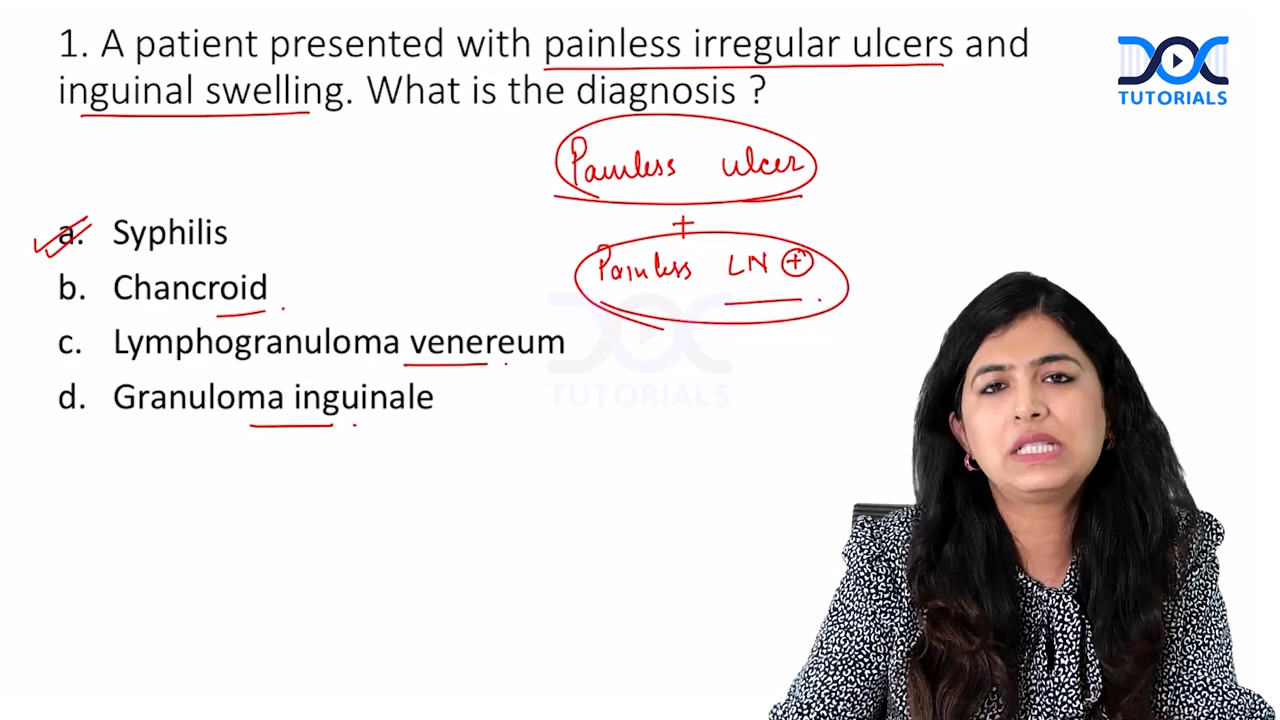 1. A patient presented with painless irregular ulcers and
inguinal swelling. What is the diagnosis ?
DOC
TUTORIALS
Painless ulcer
+
Painless LN +
a. Syphilis
b. Chancroid
c. Lymphogranuloma venereum
d. Granuloma inguinale
TUTORIALS